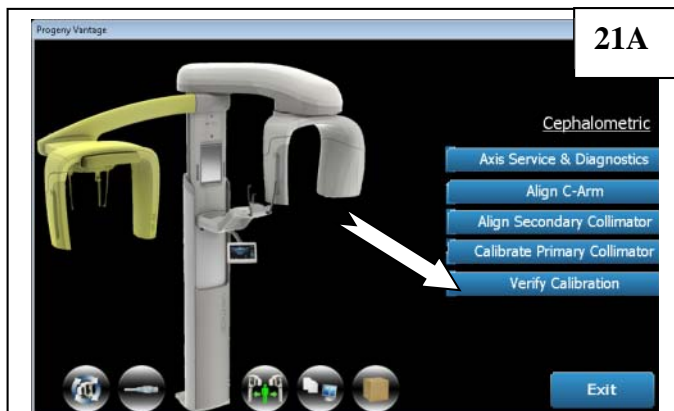 Progeny Vantage
21A
Cephalometric
Axis Service & Diagnostics
Align C-Arm
Align Secondary Collimator
Calibrate Primary Collimator
Verify Calibration
Exit